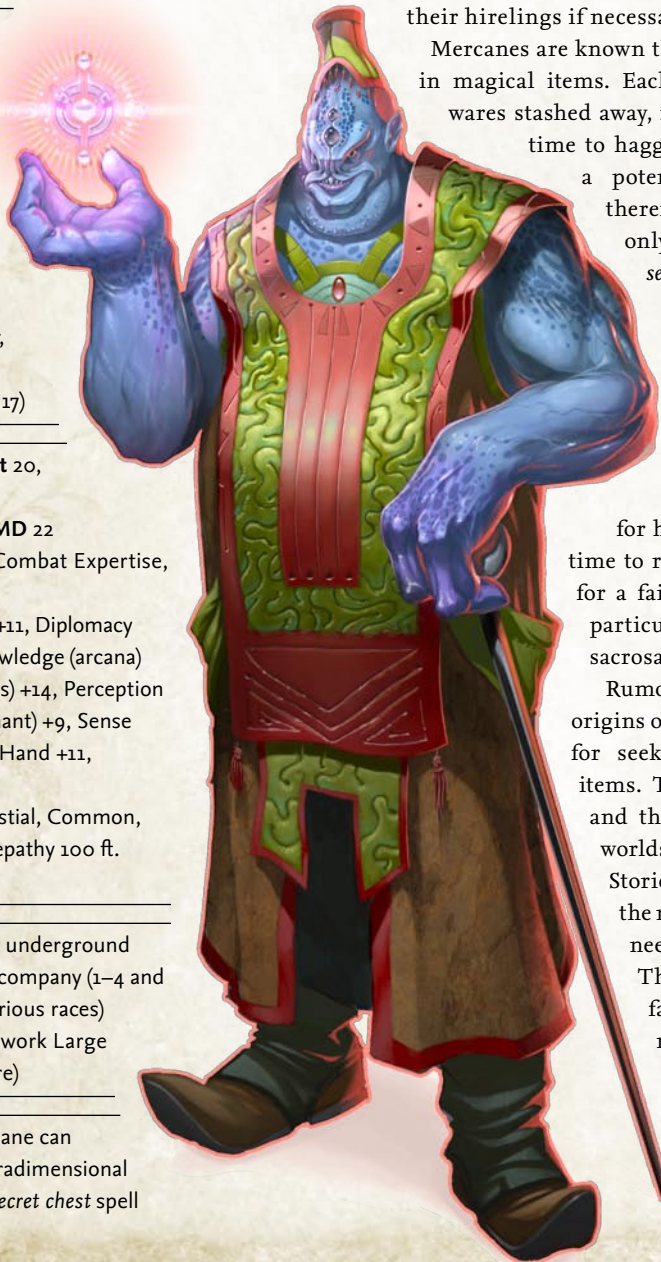 17)
t 20,
MD 22
Combat Expertise,
+11, Diplomacy
wledge (arcana)
s) +14, Perception
ant) +9, Sense
Hand +11,
stial, Common,
epathy 100 ft.
underground
company (1–4 and
rious races)
work Large
re)
ane can
radimensional
ecret chest spell
their hirelings if necessa
Mercanes are known t
in magical items. Each
wares stashed away,
time to hagg
a poten
there
only
se
for h
time to r
for a fai
particu
sacrosa
Rumo
origins o
for seek
items. T
and th
worlds
Storie
the
nee
Th
fa